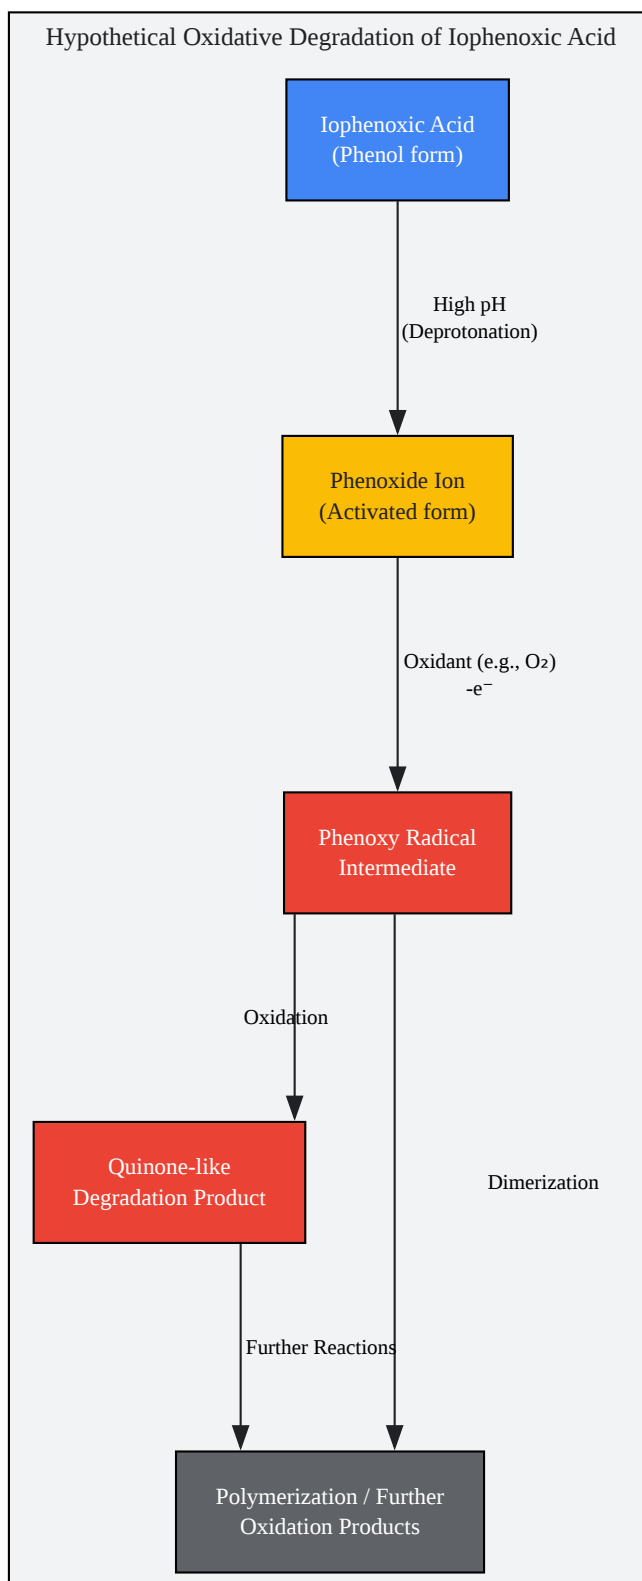 Hypothetical Oxidative Degradation of Iophenoxic Acid
Iophenoxic Acid
(Phenol form)
High pH
(Deprotonation)
Phenoxide Ion
(Activated form)
Oxidant (e.g., O₂)
-e⁻
Phenoxy Radical
Intermediate
Oxidation
Quinone-like
Degradation Product
Dimerization
Further Reactions
Polymerization / Further
Oxidation Products